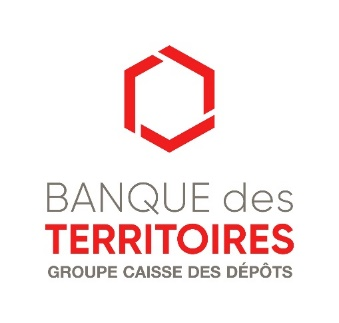 BANQUE des
TERRITOIRES
GROUPE CAISSE DES DÉPÔTS